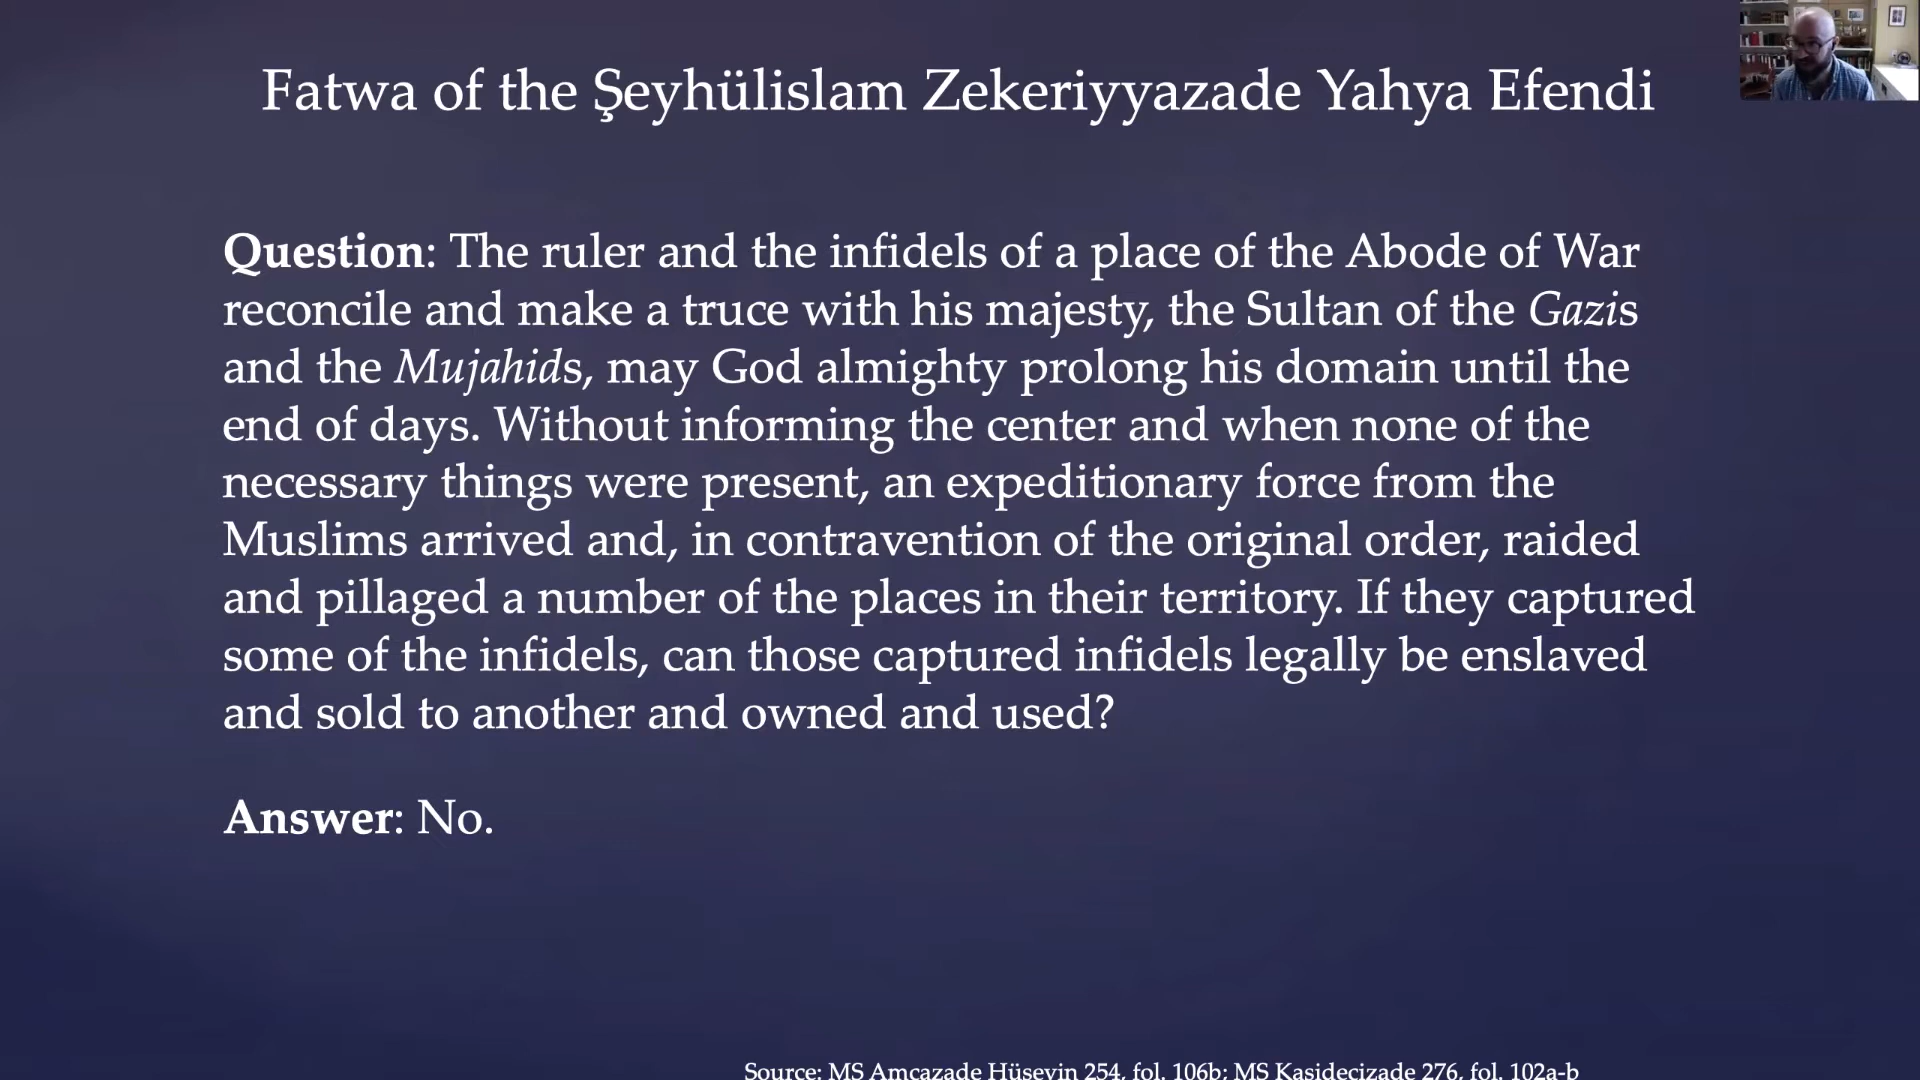 Fatwa of the Şeyhülislam Zekeriyyazade Yahya Efendi
Question: The ruler and the infidels of a place of the Abode of War
reconcile and make a truce with his majesty, the Sultan of the Gazis
and the Mujahids, may God almighty prolong his domain until the
end of days. Without informing the center and when none of the
necessary things were present, an expeditionary force from the
Muslims arrived and, in contravention of the original order, raided
and pillaged a number of the places in their territory. If they captured
some of the infidels, can those captured infidels legally be enslaved
and sold to another and owned and used?
Answer: No.
Source: MS Amcazade Hüseyin 254, fol. 106b; MS Kasidecizade 276, fol. 102a-b